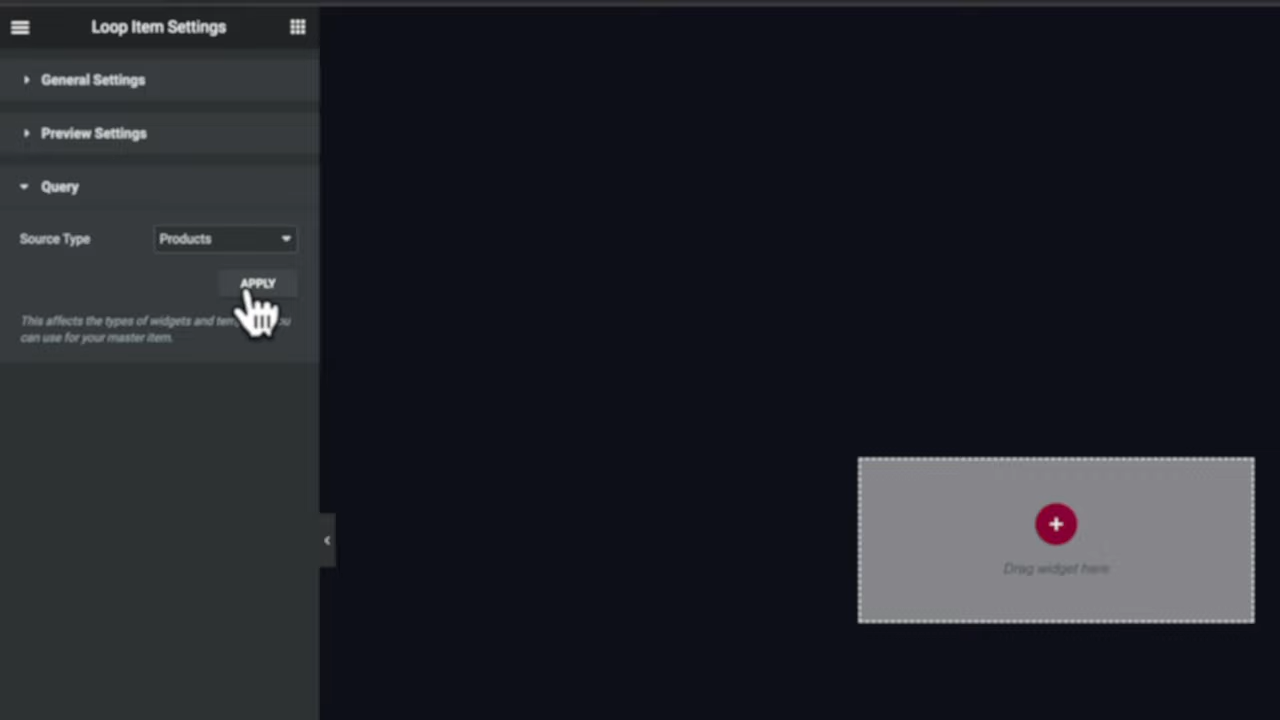 Loop Item Settings
General Settings
Preview Settings
Query
Source Type
Products
APPLY
This affects the types of widgets and
can use for your master item.
Drag widget here